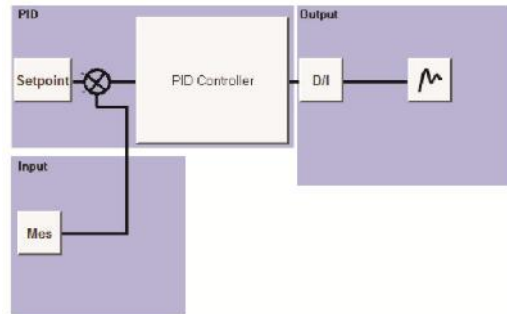 PID
Output
Setpoint
PID Controller
D/I
Input
Mes